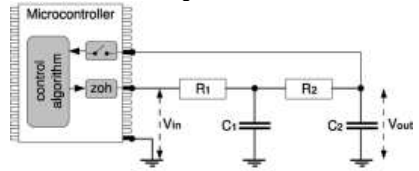 Microcontroller
control
algorithm
zoh
R1
R2
Vin
C1
C2
Vout